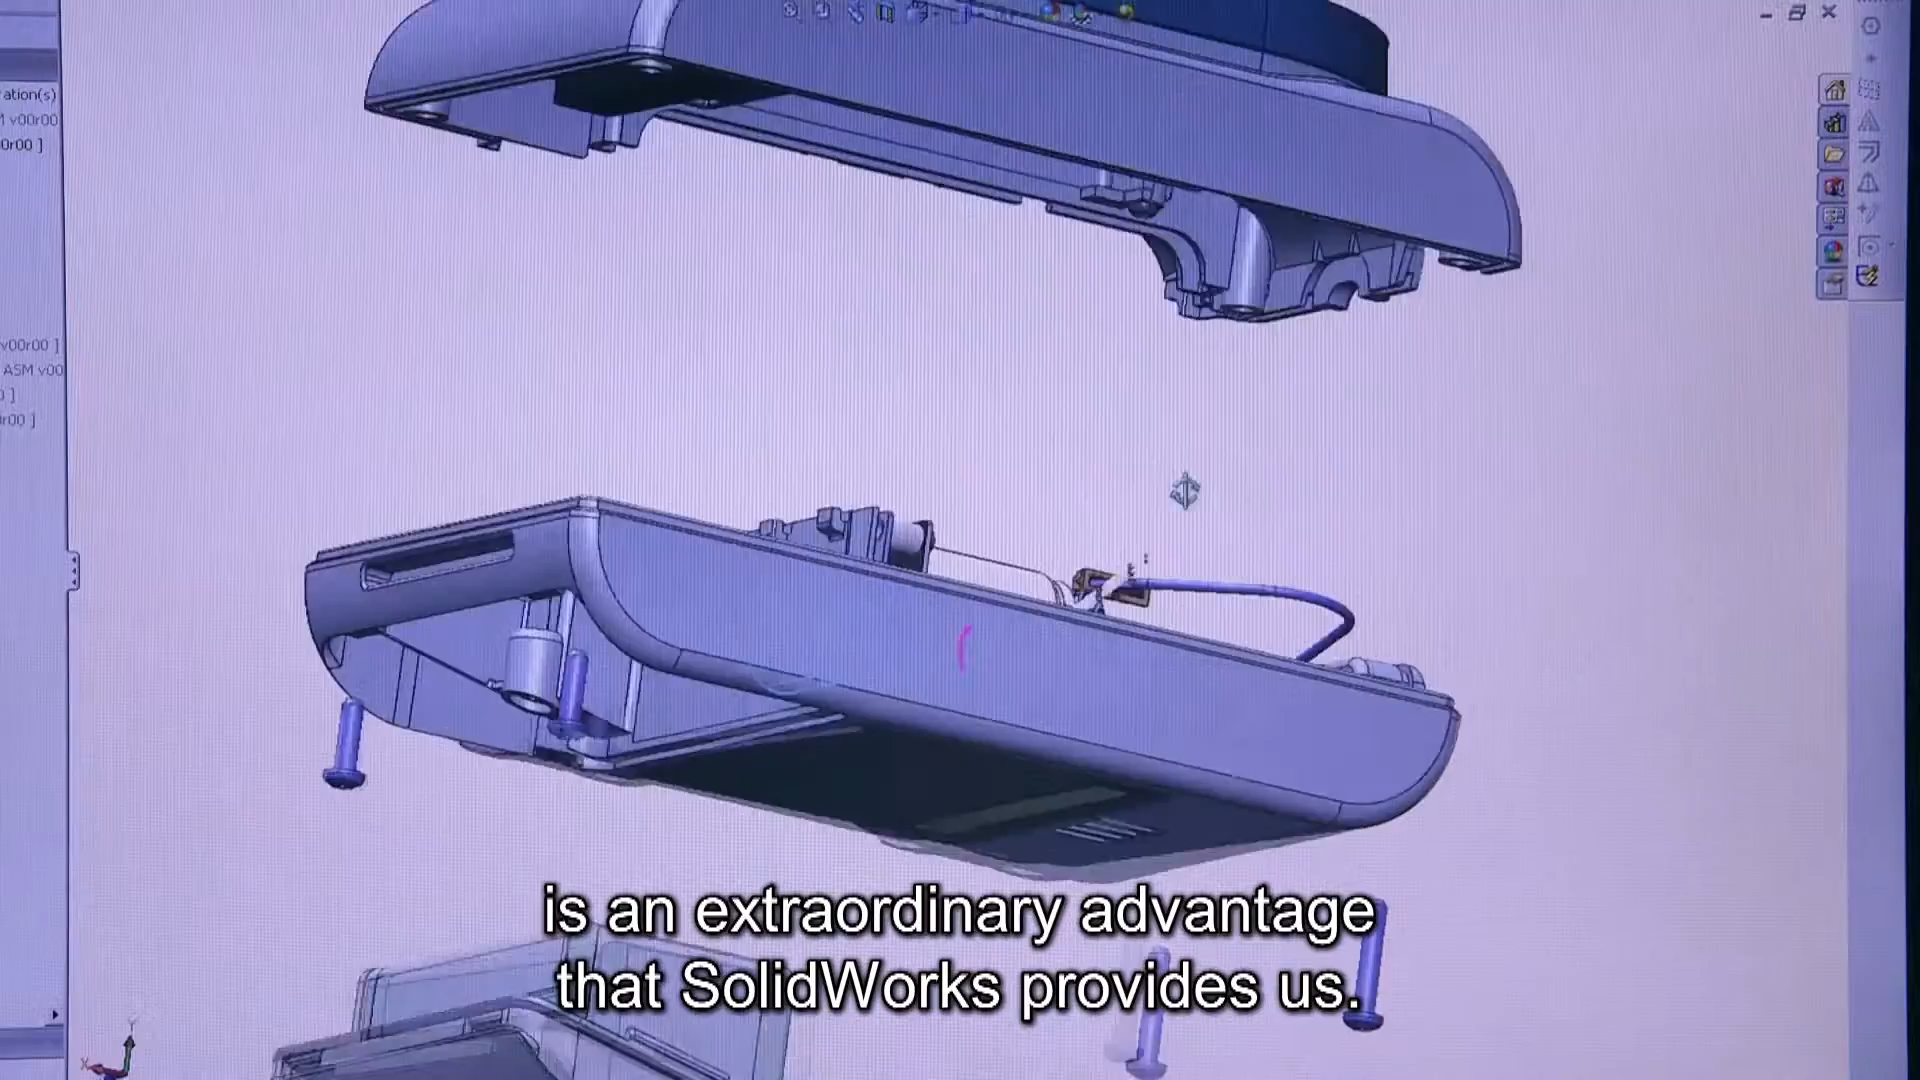 ation(s)
v00r00
0r00 ]
v00r00 ]
ASM v00
]
r00 ]
is an extraordinary advantage
that SolidWorks provides us.